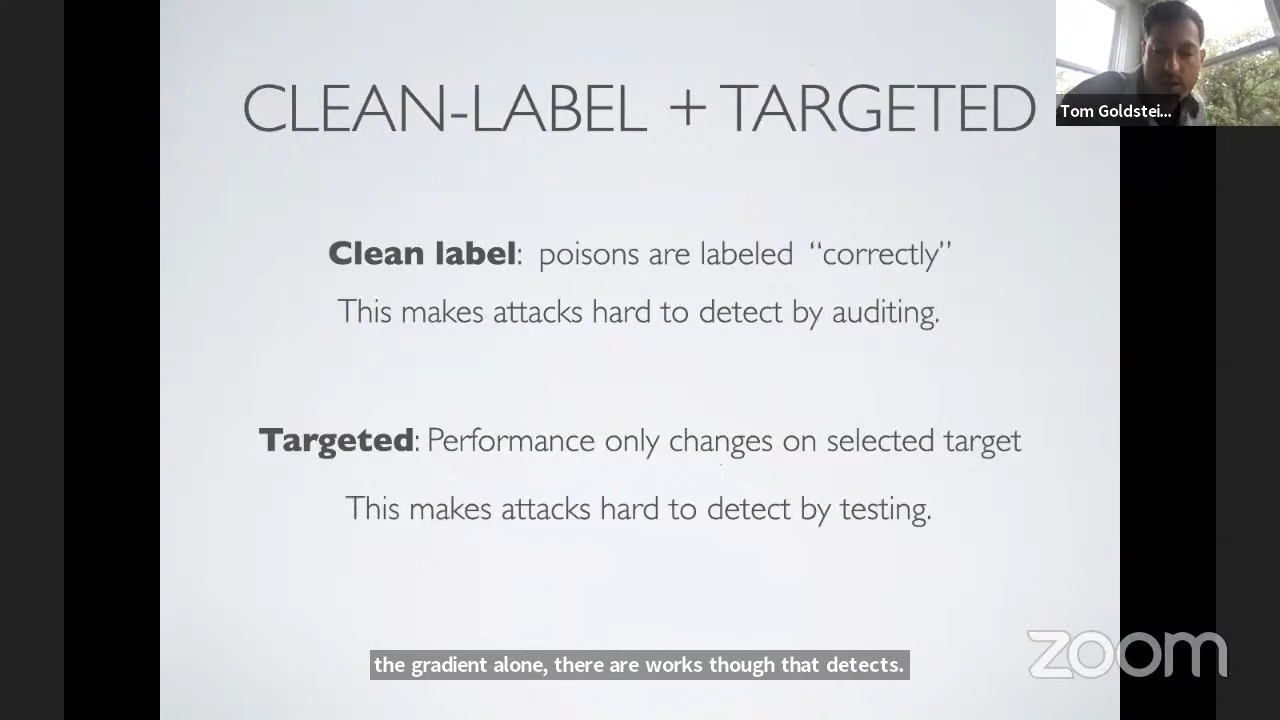 CLEAN-LABEL + TARGETED
Tom Goldstei...
Clean label: poisons are labeled “correctly”
This makes attacks hard to detect by auditing.
Targeted: Performance only changes on selected target
This makes attacks hard to detect by testing.
the gradient alone, there are works though that detects.
zoom